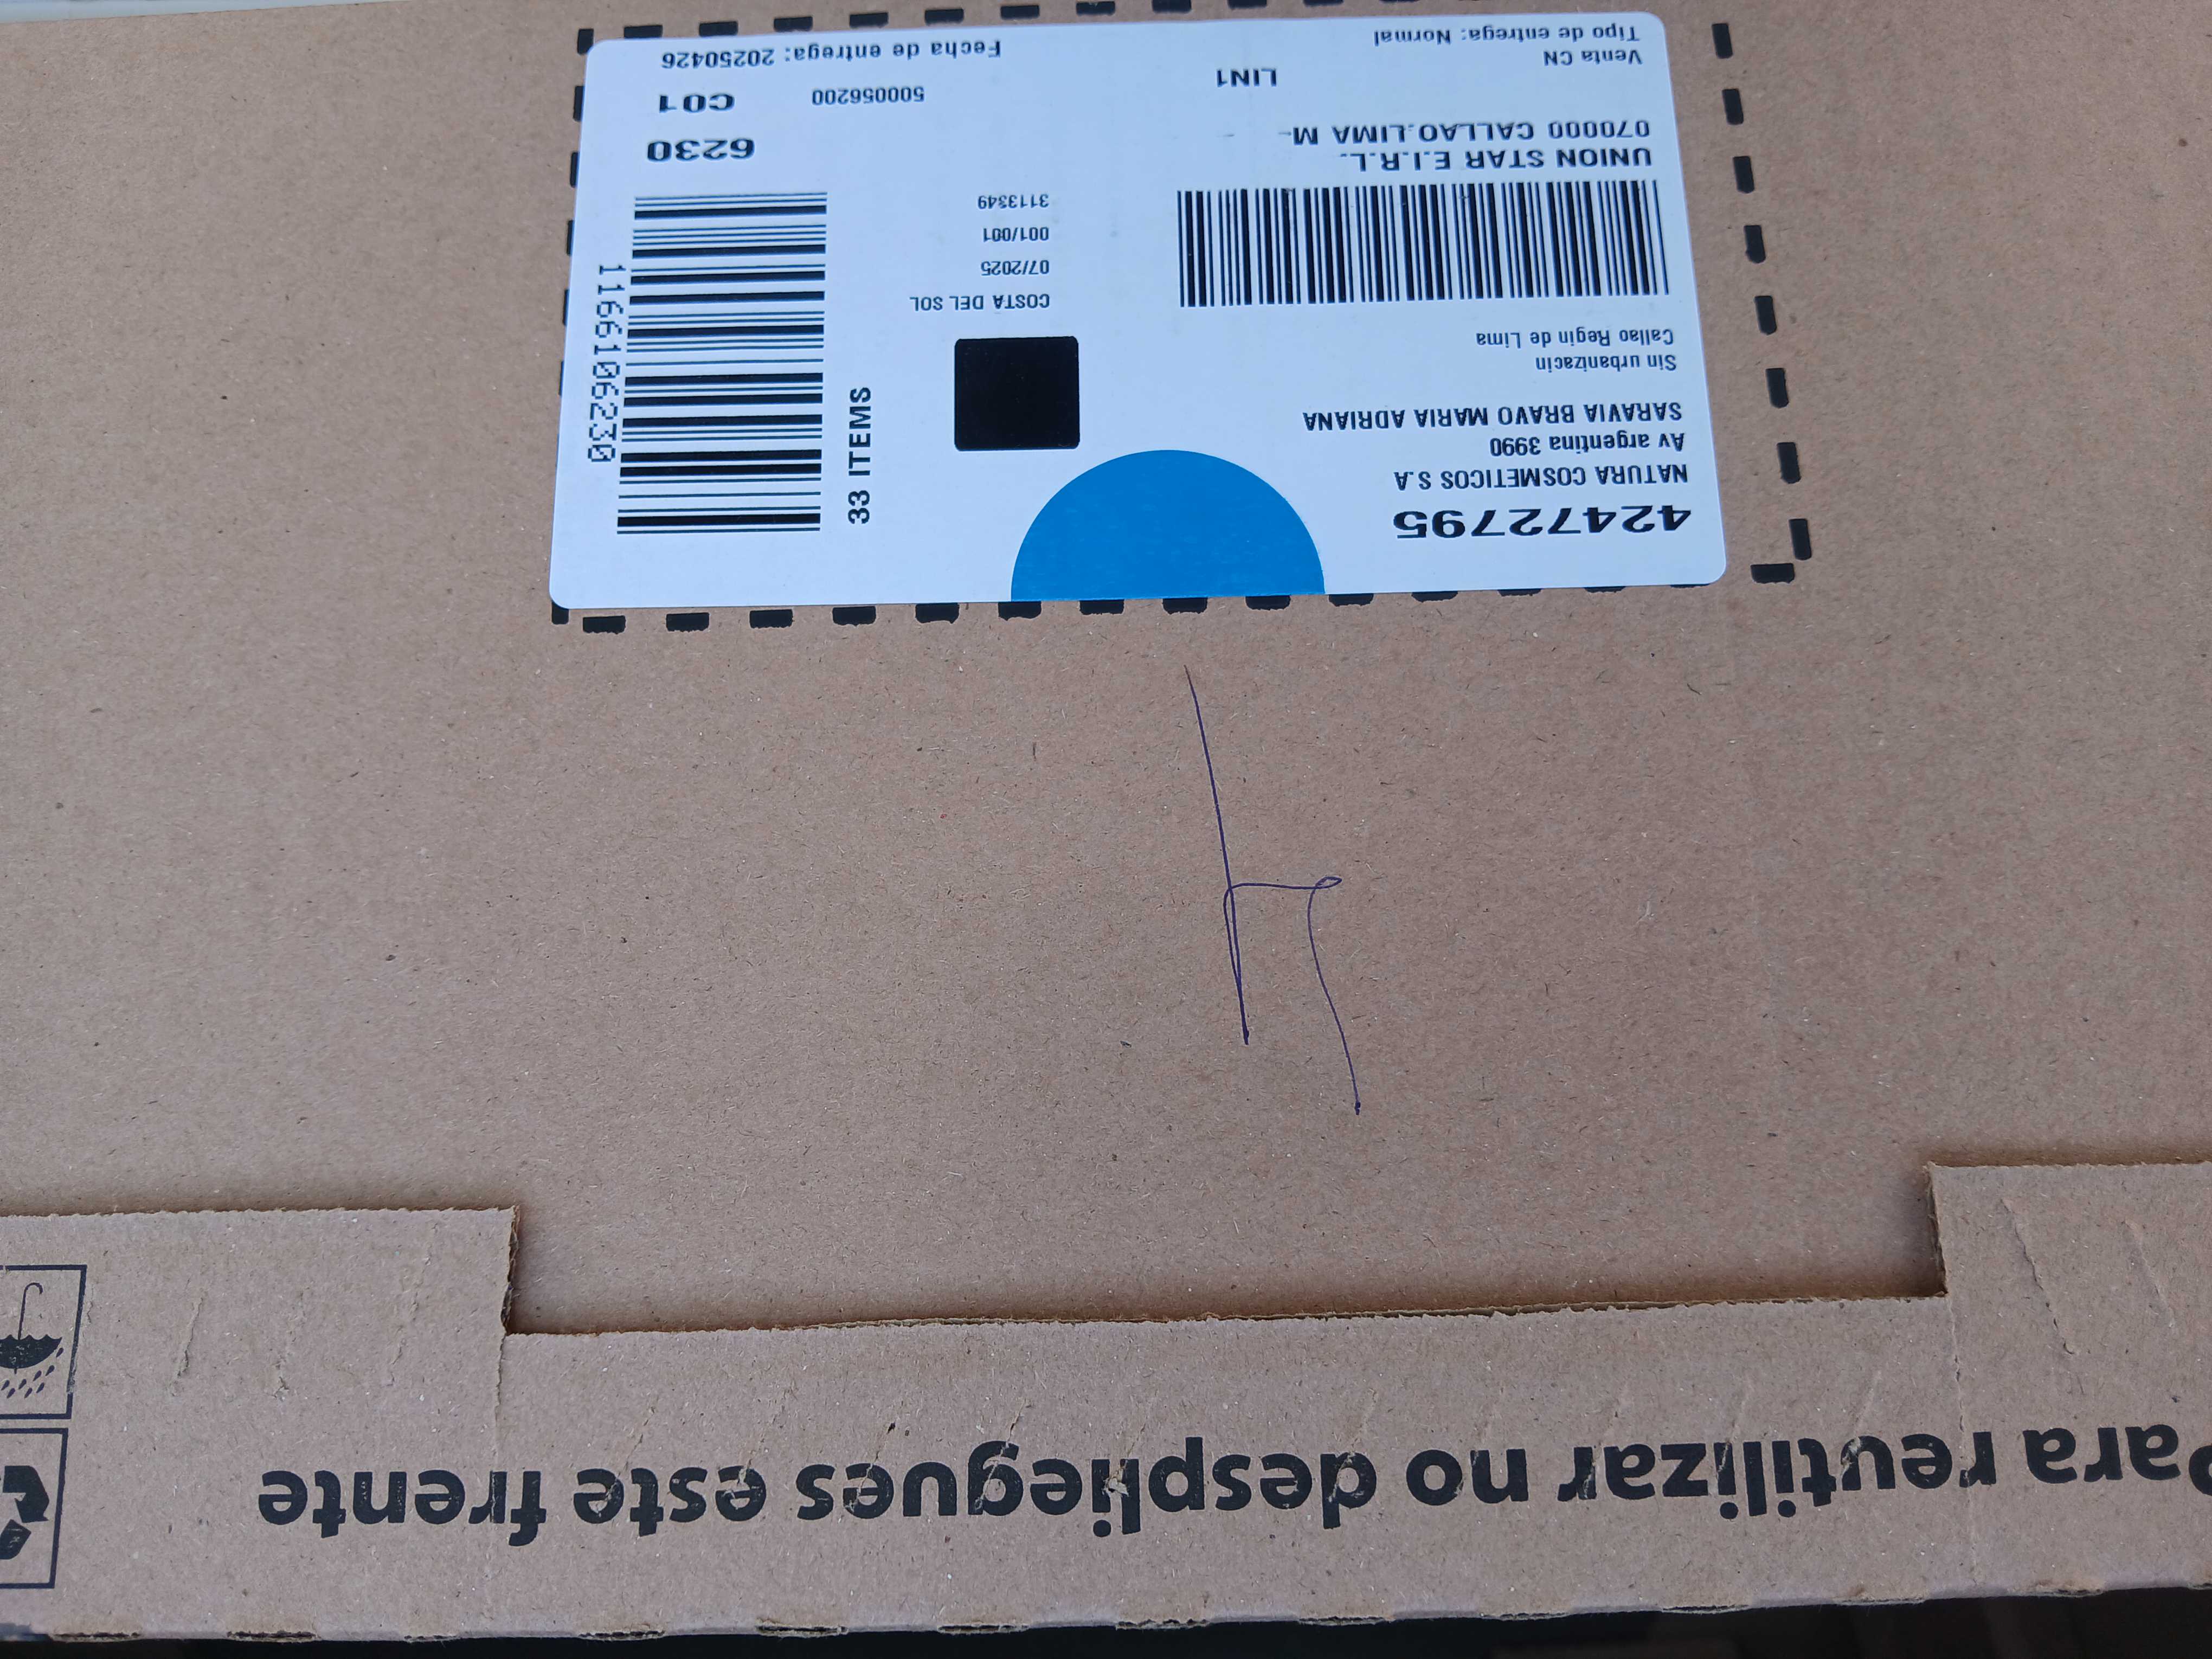 42472795
NATURA COSMETICOS S.A
Av argentina 3990
SARAVIA BRAVO MARIA ADRIANA
Sin urbanizacin
Callao Regin de Lima
UNION STAR E.I.R.L.
070000 CALLAO-LIMA M-
LIN1
Venta CN
Tipo de entrega: Normal
33 ITEMS
COSTA DEL SOL
07/2025
001/001
3113349
1166106230
6230
500056200
C01
Fecha de entrega: 20250426
Para reutilizar no despliegues este frente